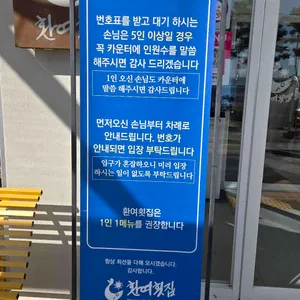 번호표를 받고 대기 하시는
손님은 5인 이상일 경우
꼭 카운터에 인원수를 말씀
해주시면 감사 드리겠습니다
1인 오신 손님도 카운터에
말씀 해주시면 감사드립니다
먼저오신 손님부터 차례로
안내드립니다. 번호가
안내되면 입장 부탁드립니다
입구가 혼잡하오니 미리 입장
하시는 일이 없도록 부탁드립니다
환여횟집은
1인 1메뉴를 권장합니다
항상 최선을 다해 모시겠습니다.
감사합니다.
환여횟집